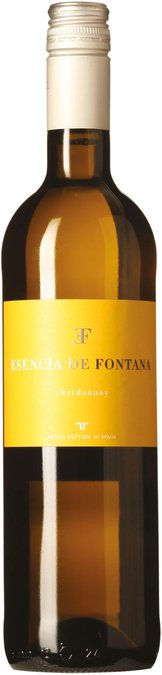 ESENCIA DE FONTANA
Chardonnay
ESTATE BOTTLED IN SPAIN